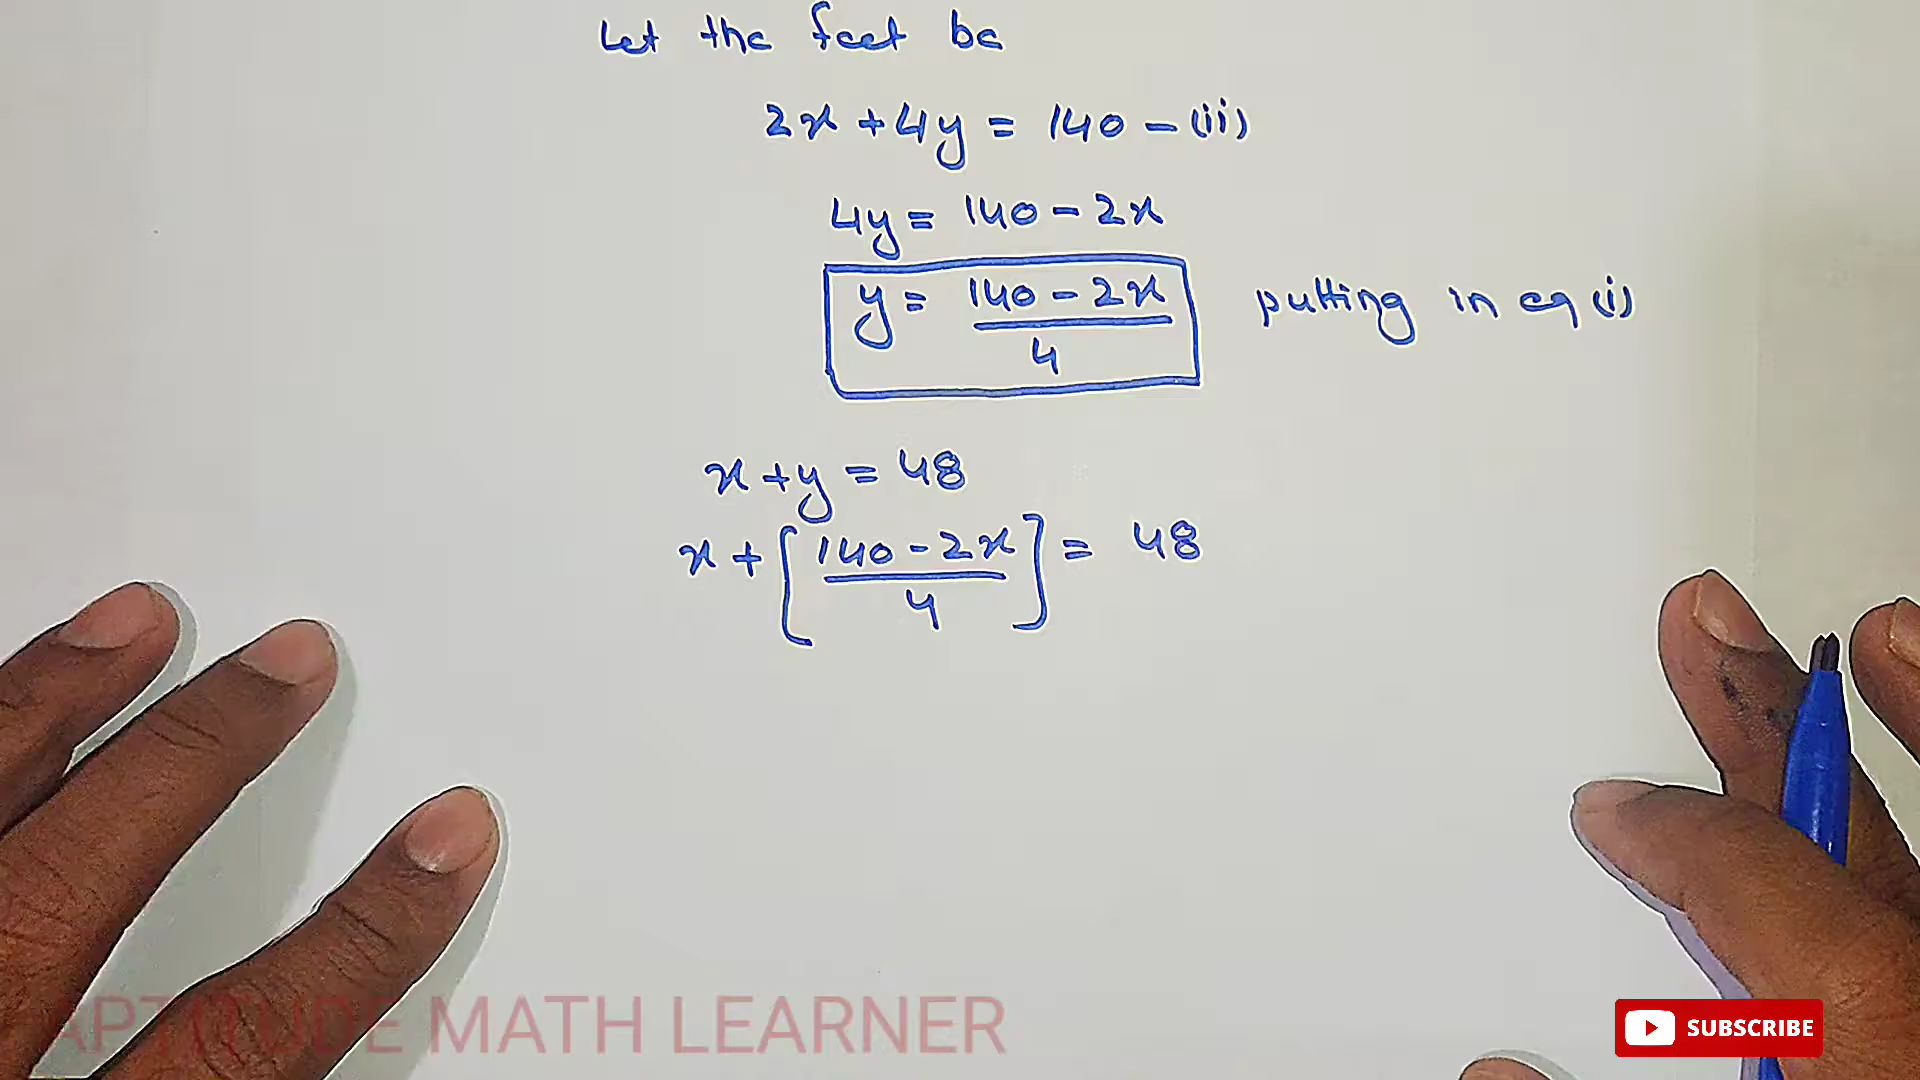 Let the feet be
2x + 4y = 140 - (ii)
4y = 140 - 2x
y = (140 - 2x)/4 putting in eq (i)
x + y = 48
x + [(140 - 2x)/4] = 48
APTITUDE MATH LEARNER
SUBSCRIBE